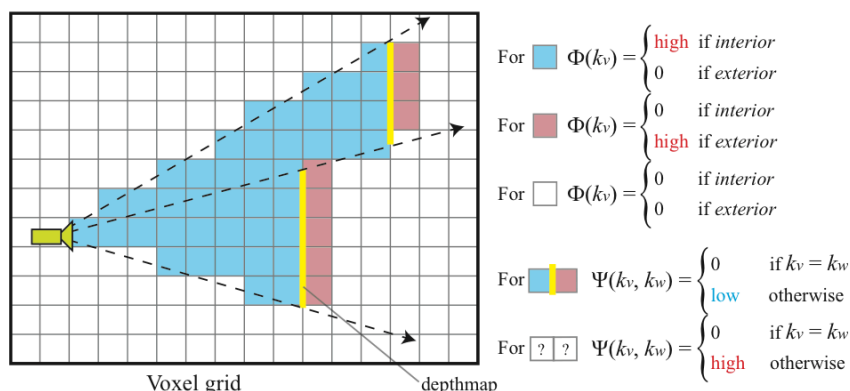 For Φ(kv) = { high if interior
0 if exterior
For Φ(kv) = { 0 if interior
high if exterior
For Φ(kv) = { 0 if interior
0 if exterior
For Ψ(kv, kw) = { 0 if kv = kw
low otherwise
For ? ? Ψ(kv, kw) = { 0 if kv = kw
high otherwise
Voxel grid
depthmap